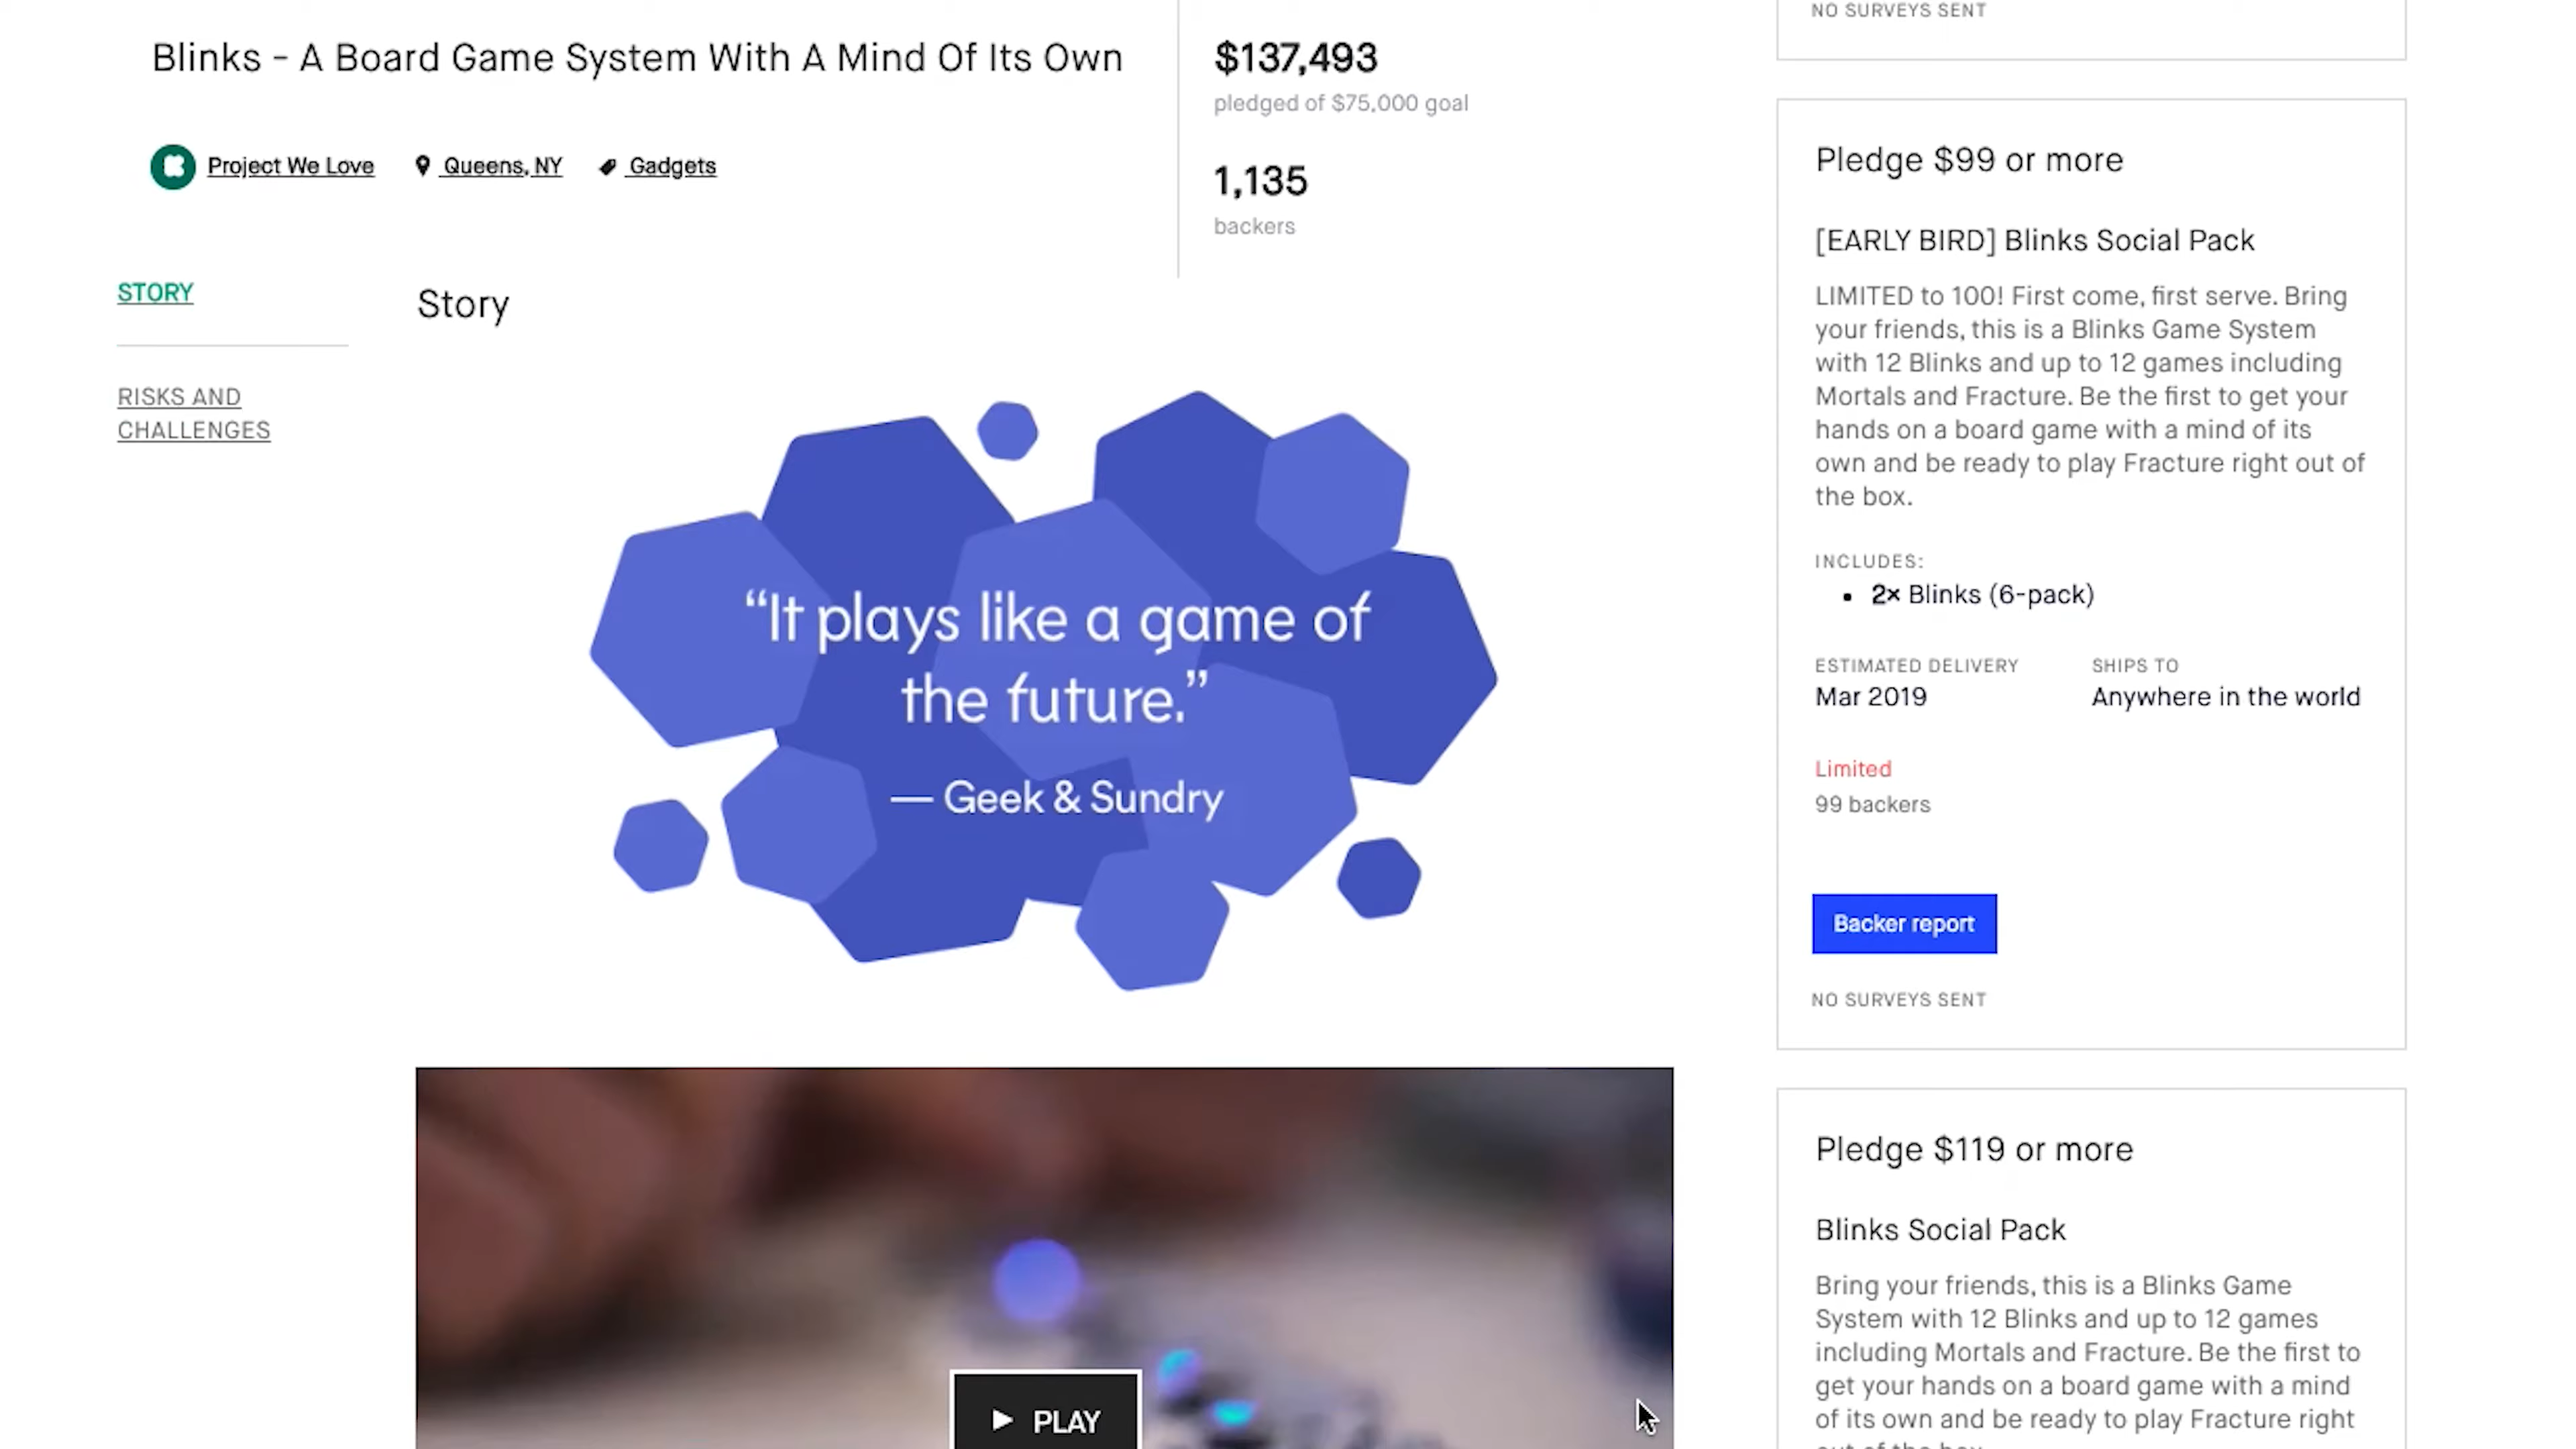 Blinks - A Board Game System With A Mind Of Its Own
Project We Love
Queens, NY
Gadgets
$137,493
pledged of $75,000 goal
1,135
backers
STORY
RISKS AND
CHALLENGES
Story
“It plays like a game of
the future.”
— Geek & Sundry
PLAY
NO SURVEYS SENT
Pledge $99 or more
[EARLY BIRD] Blinks Social Pack
LIMITED to 100! First come, first serve. Bring
your friends, this is a Blinks Game System
with 12 Blinks and up to 12 games including
Mortals and Fracture. Be the first to get your
hands on a board game with a mind of its
own and be ready to play Fracture right out of
the box.
INCLUDES:
• 2× Blinks (6-pack)
ESTIMATED DELIVERY
Mar 2019
SHIPS TO
Anywhere in the world
Limited
99 backers
Backer report
NO SURVEYS SENT
Pledge $119 or more
Blinks Social Pack
Bring your friends, this is a Blinks Game
System with 12 Blinks and up to 12 games
including Mortals and Fracture. Be the first to
get your hands on a board game with a mind
of its own and be ready to play Fracture right